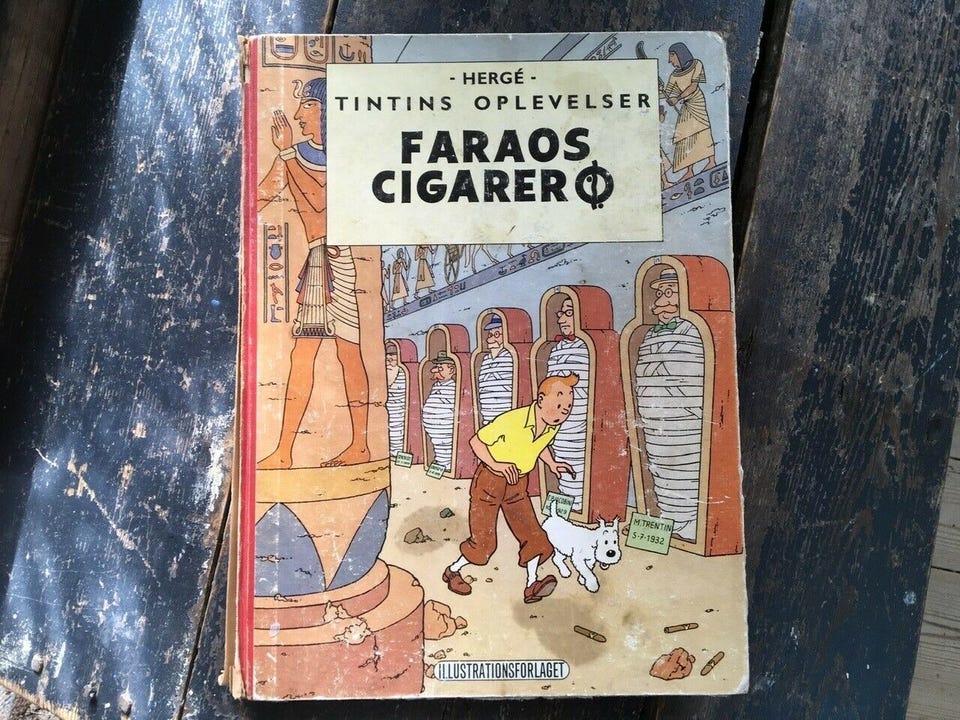 - HERGÉ -
TINTINS OPLEVELSER
FARAOS
CIGARER
M. TRENTIN
5-7-1932
ILLUSTRATIONSFORLAGET